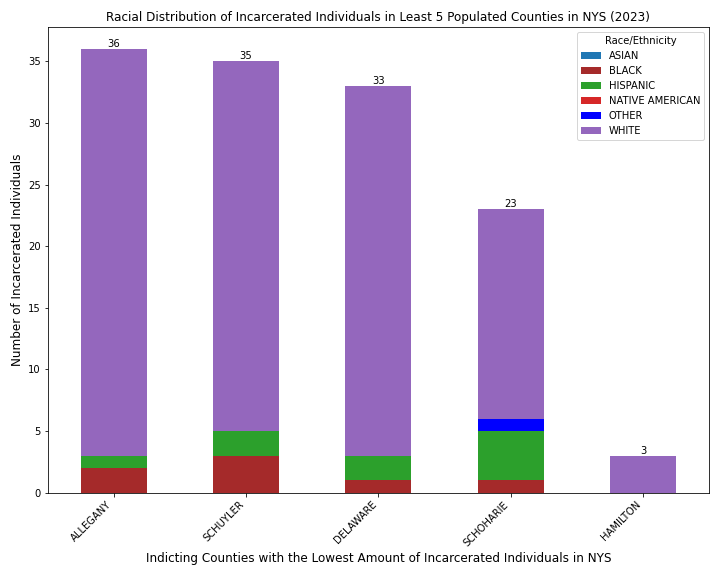 Racial Distribution of Incarcerated Individuals in Least 5 Populated Counties in NYS (2023)
Race/Ethnicity
ASIAN
BLACK
HISPANIC
NATIVE AMERICAN
OTHER
WHITE
36
35
33
23
3
Number of Incarcerated Individuals
35
30
25
20
15
10
5
0
ALLEGANY
SCHUYLER
DELAWARE
SCHOHARIE
HAMILTON
Indicting Counties with the Lowest Amount of Incarcerated Individuals in NYS